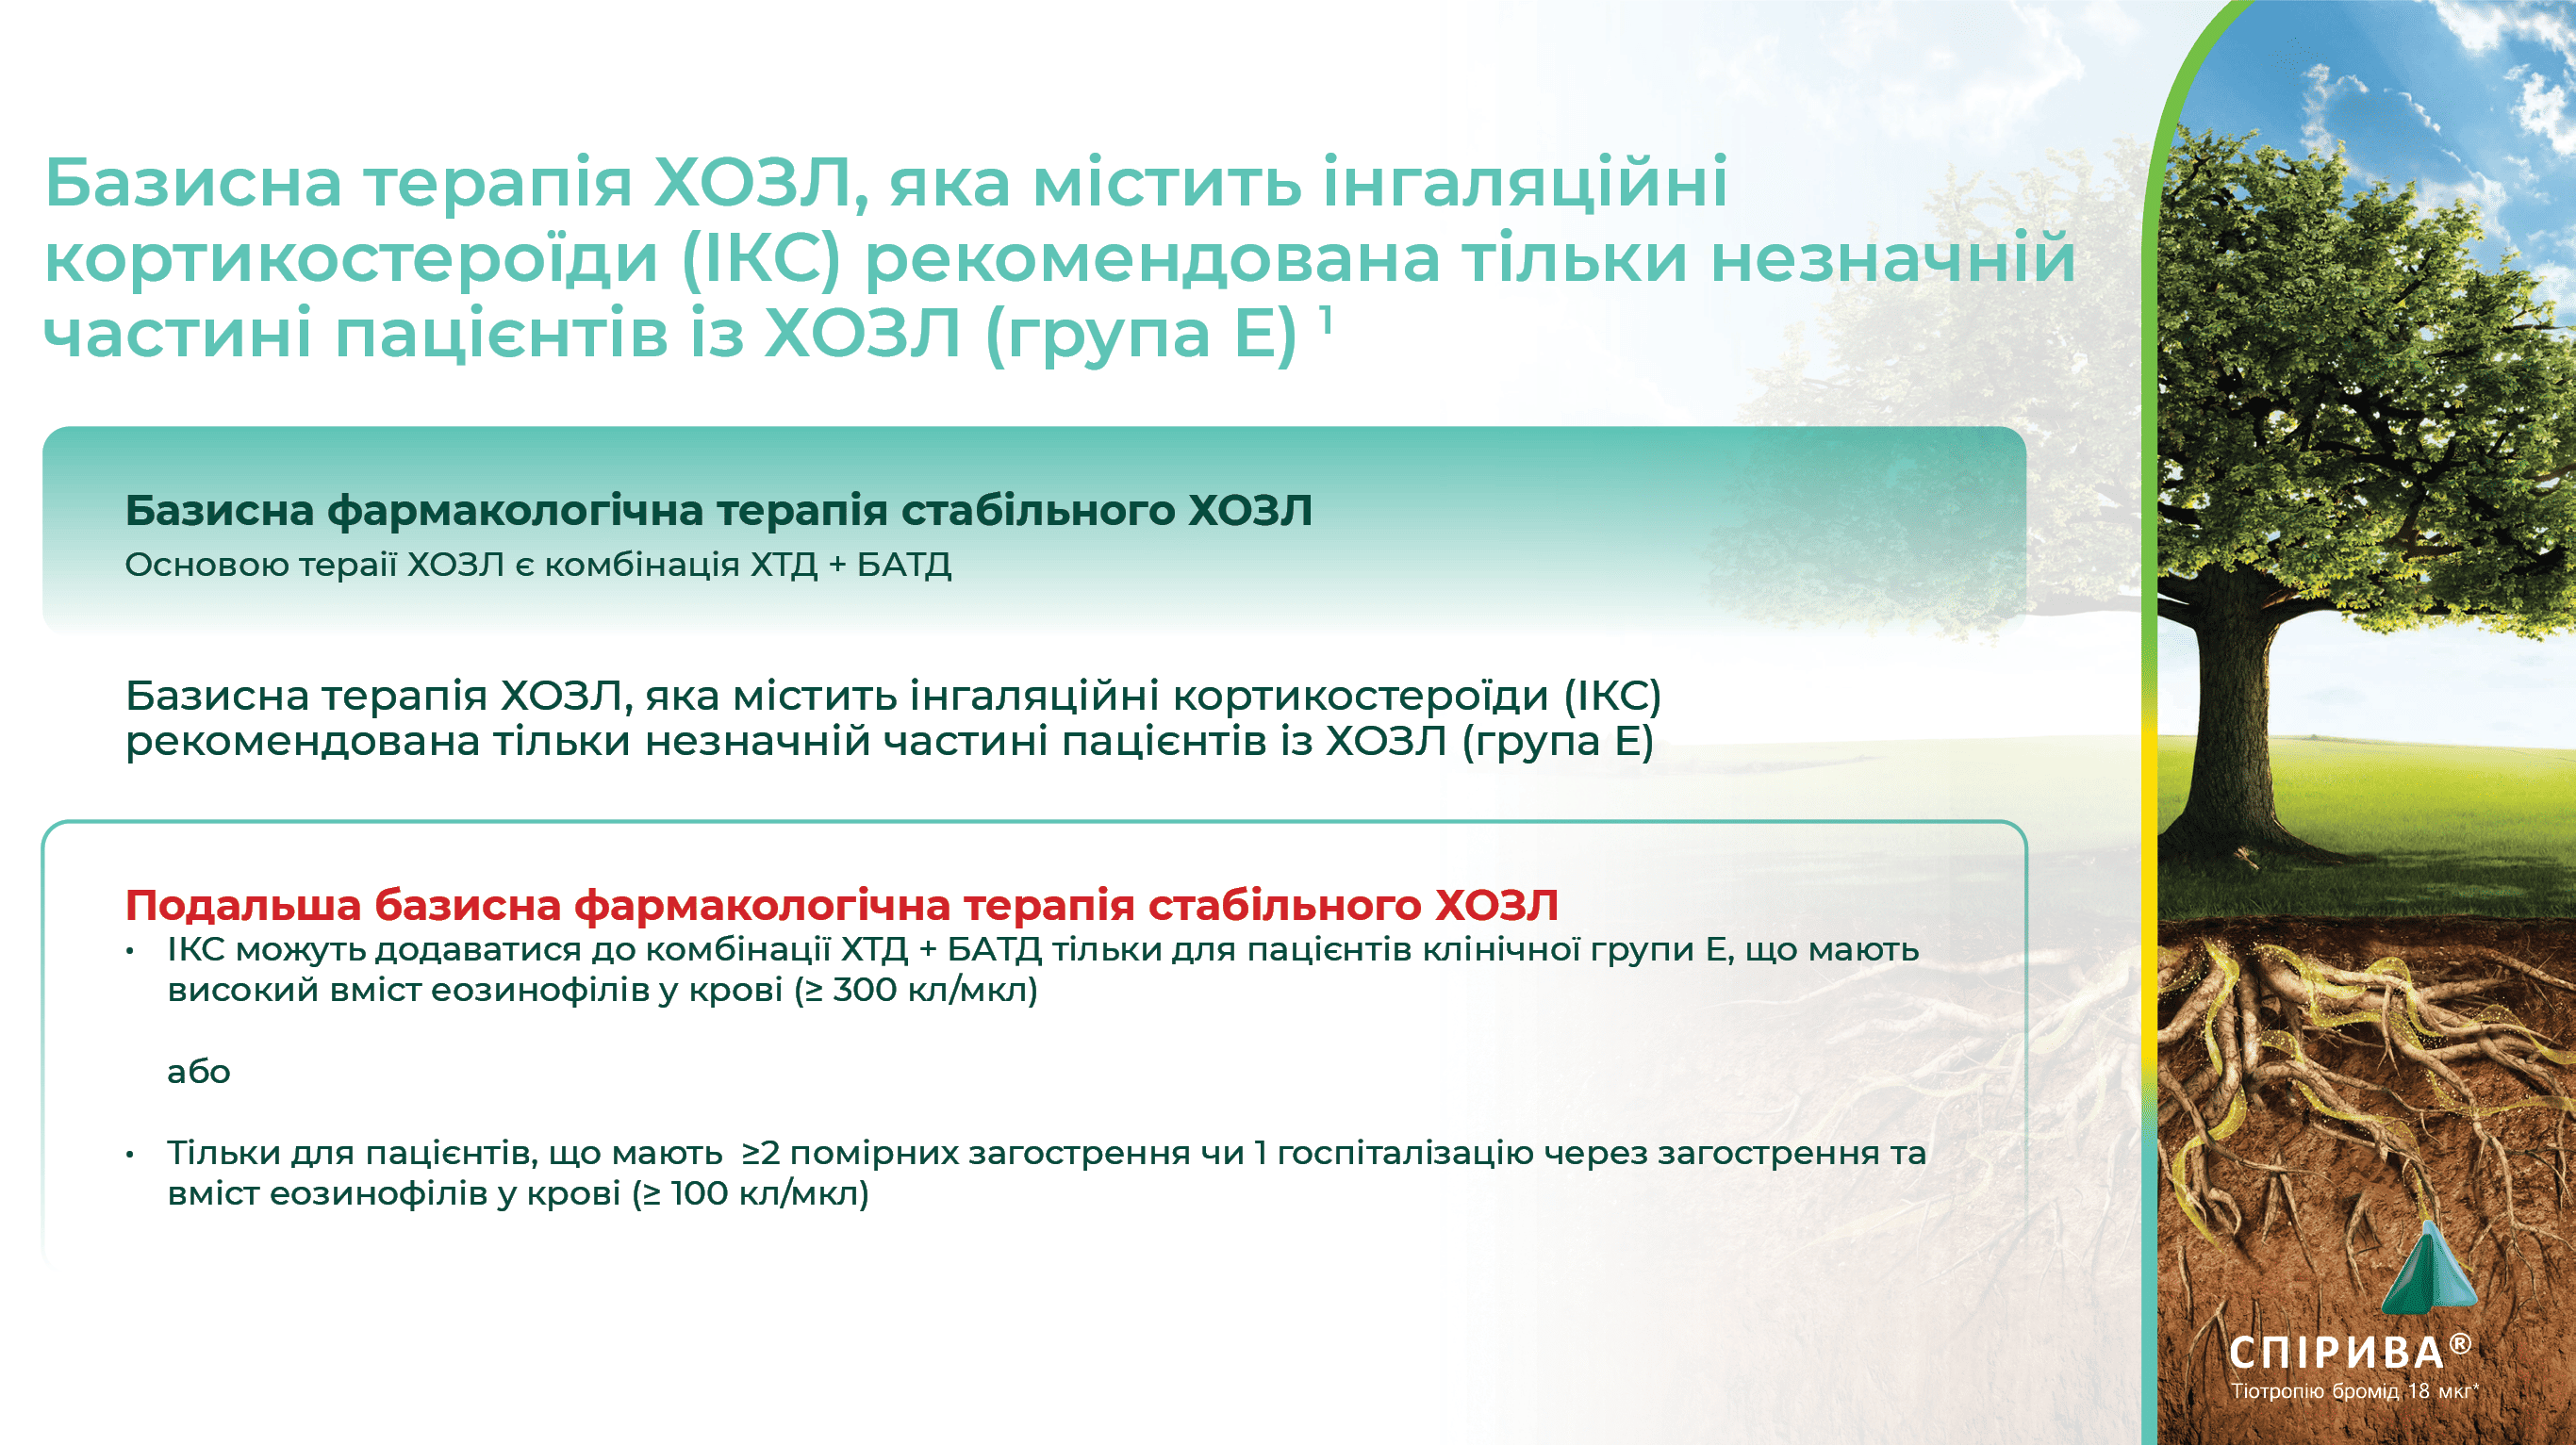 Базисна терапія ХОЗЛ, яка містить інгаляційні
кортикостероїди (ІКС) рекомендована тільки незначній
частині пацієнтів із ХОЗЛ (група Е) ¹
Базисна фармакологічна терапія стабільного ХОЗЛ
Основою тераії ХОЗЛ є комбінація ХТД + БАТД
Базисна терапія ХОЗЛ, яка містить інгаляційні кортикостероїди (ІКС)
рекомендована тільки незначній частині пацієнтів із ХОЗЛ (група Е)
Подальша базисна фармакологічна терапія стабільного ХОЗЛ
• ІКС можуть додаватися до комбінації ХТД + БАТД тільки для пацієнтів клінічної групи Е, що мають
високий вміст еозинофілів у крові (≥ 300 кл/мкл)
або
• Тільки для пацієнтів, що мають ≥2 помірних загострення чи 1 госпіталізацію через загострення та
вміст еозинофілів у крові (≥ 100 кл/мкл)
СПІРИВА®
Тіотропію бромід 18 мкг*